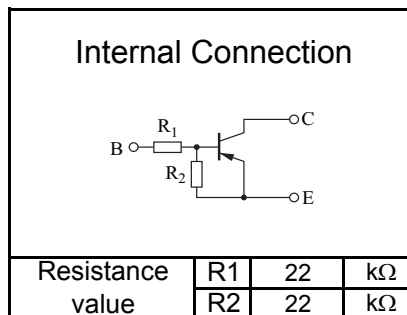 Internal Connection
C
R1
B
R2
E
Resistance value R1 22 kΩ
R2 22 kΩ